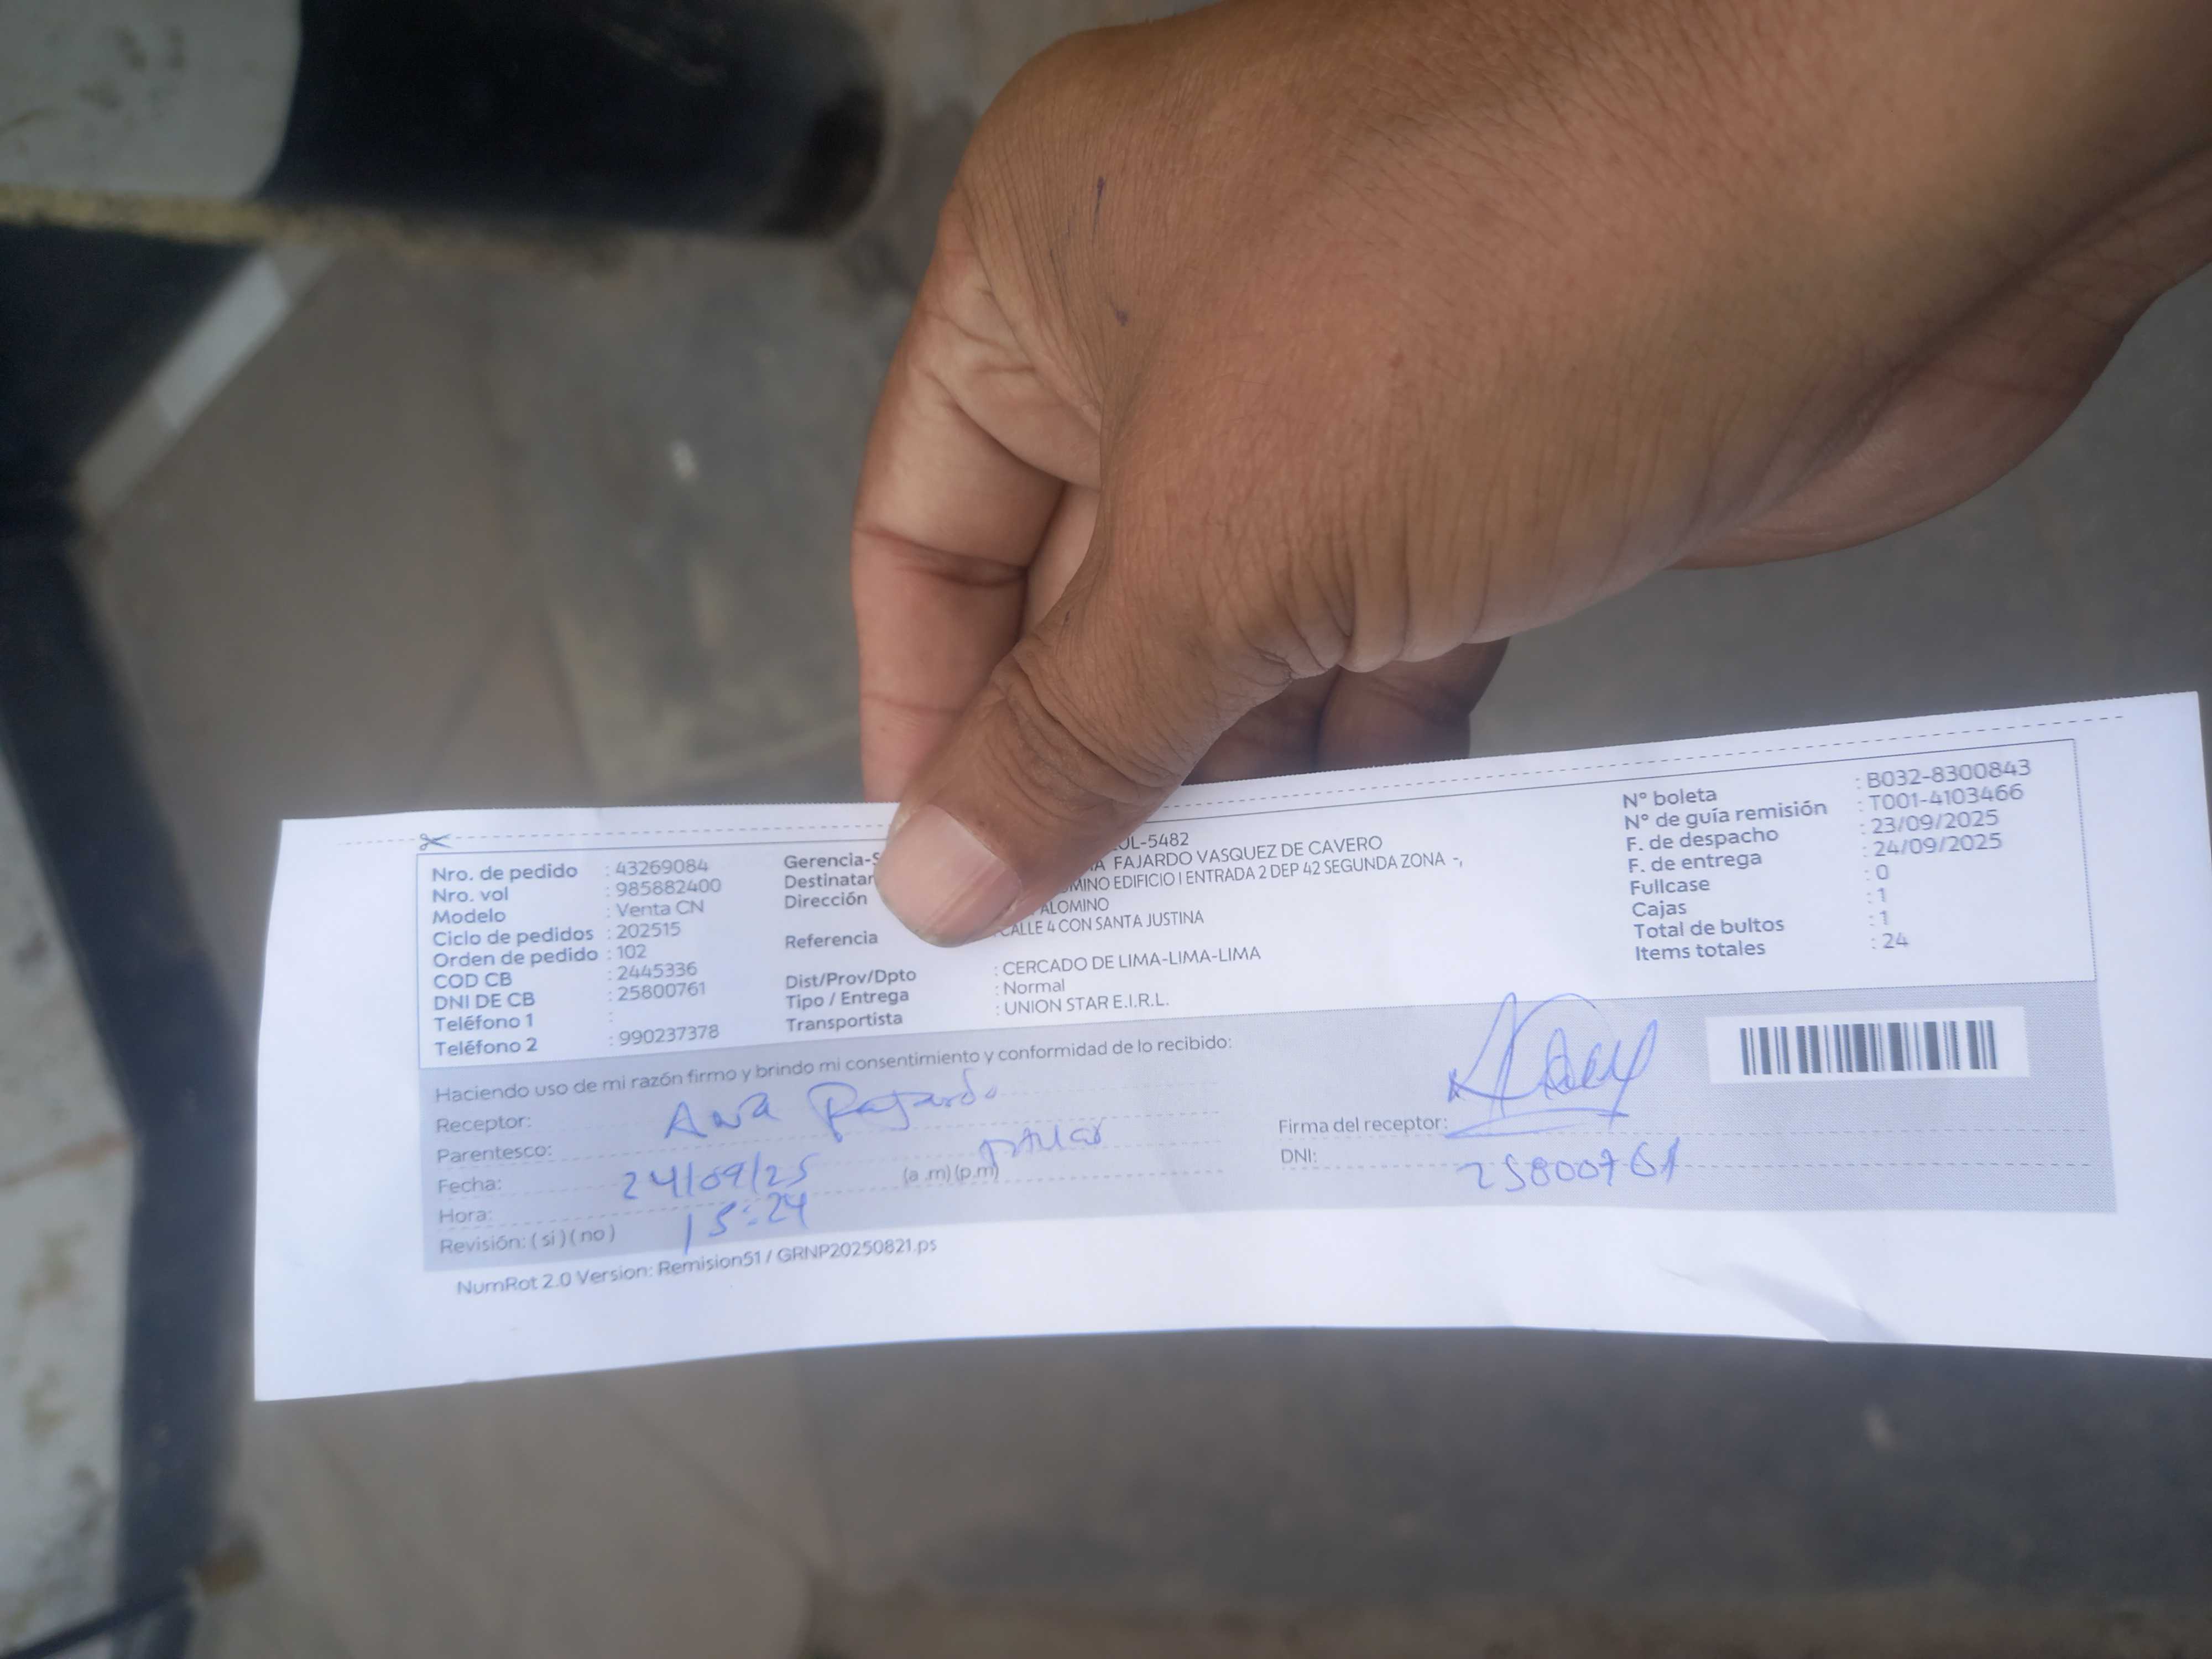 Nro. de pedido : 43269084
Nro. vol : 985882400
Modelo : Venta CN
Ciclo de pedidos : 202515
Orden de pedido : 102
COD CB : 2445336
DNI DE CB : 25800761
Teléfono 1 :
Teléfono 2 : 990237378
Gerencia-S UL-5482
Destinatar FAJARDO VASQUEZ DE CAVERO
Dirección OMINO EDIFICIO I ENTRADA 2 DEP 42 SEGUNDA ZONA -,
ALOMINO
Referencia CALLE 4 CON SANTA JUSTINA
Dist/Prov/Dpto : CERCADO DE LIMA-LIMA-LIMA
Tipo / Entrega : Normal
Transportista : UNION STAR E.I.R.L.
N° boleta : B032-8300843
N° de guía remisión : T001-4103466
F. de despacho : 23/09/2025
F. de entrega : 24/09/2025
Fullcase : 0
Cajas : 1
Total de bultos : 1
Items totales : 24
Haciendo uso de mi razón firmo y brindo mi consentimiento y conformidad de lo recibido:
Receptor: Ana Fajardo
Parentesco: titular
Fecha: 24/09/25 (a .m) (p.m)
Hora: 15:24
Revisión: ( si ) ( no )
Firma del receptor:
DNI: 25800761
NumRot 2.0 Version: Remision51 / GRNP20250821.ps